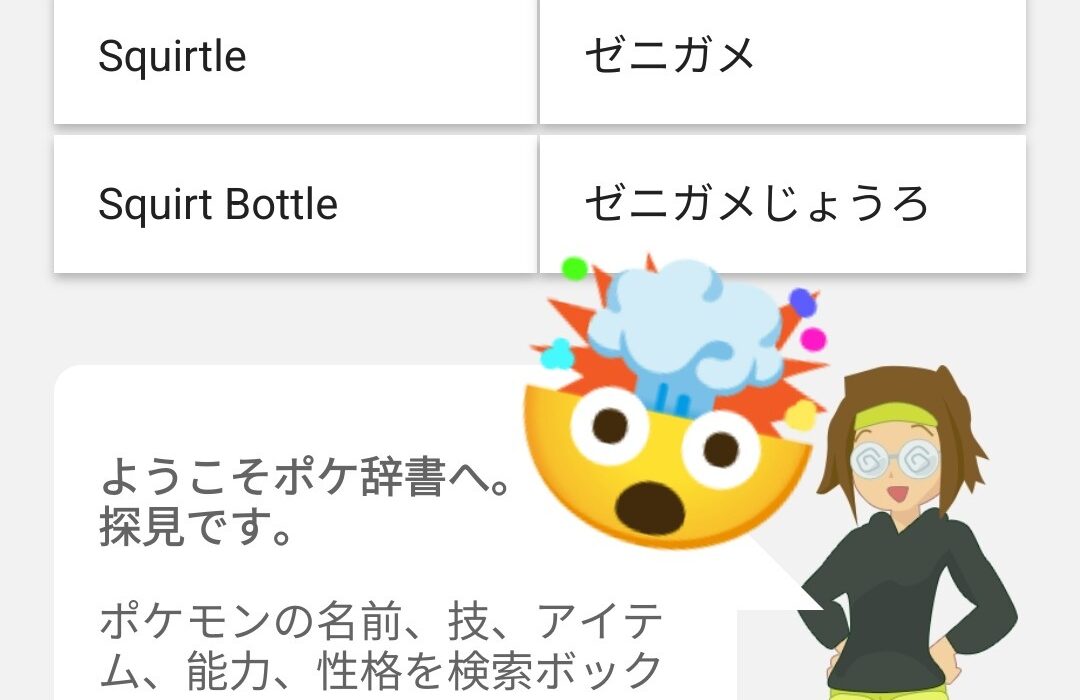 Squirtle ゼニガメ
Squirt Bottle ゼニガメじょうろ
ようこそポケ辞書へ。
探見です。
ポケモンの名前、技、アイテ
ム、能力、性格を検索ボック